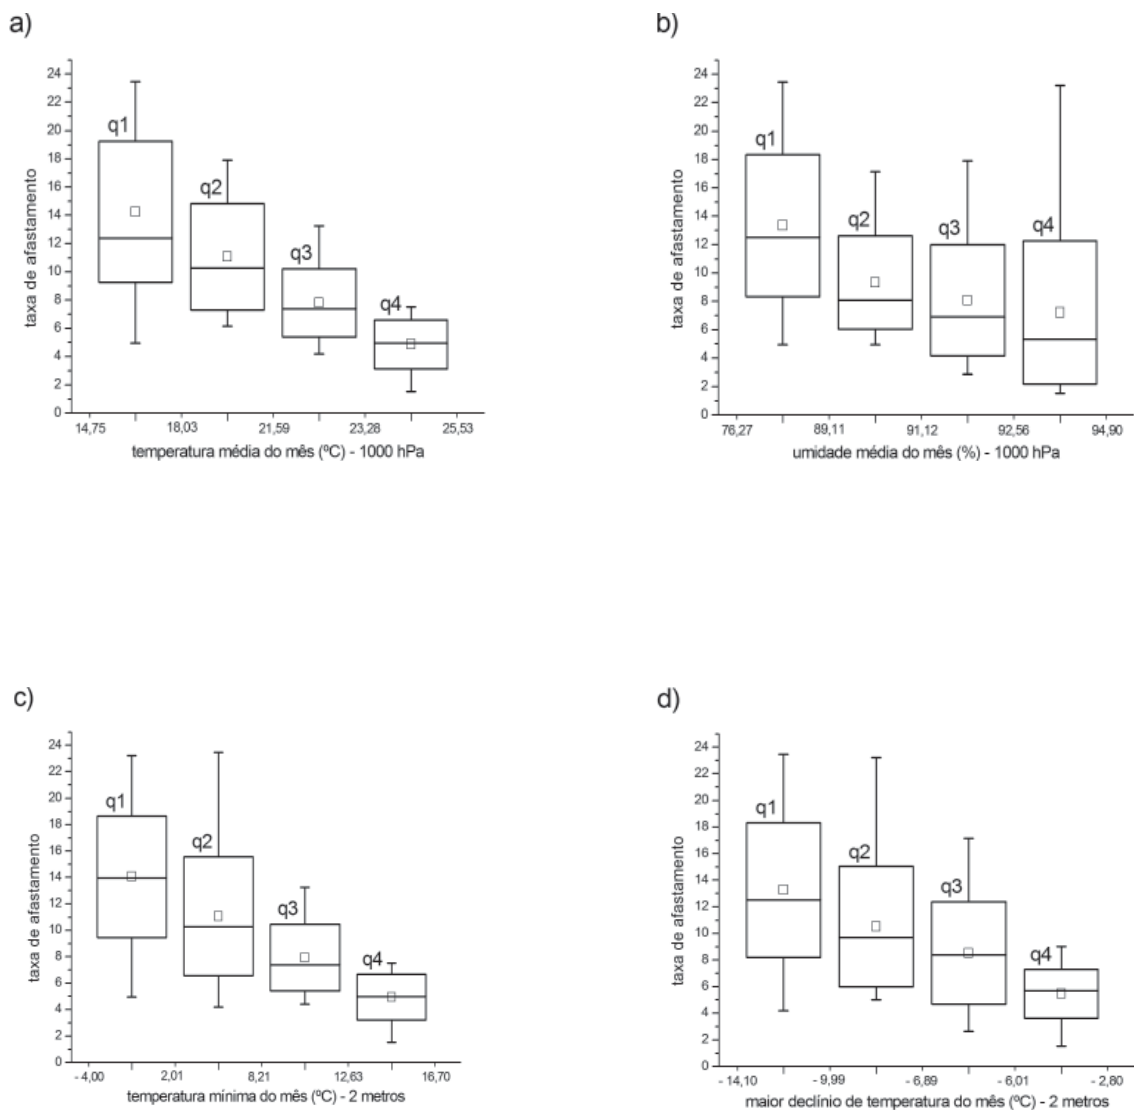 a)
24
22
20
18
16
14
12
10
8
6
4
2
0
taxa de afastamento
q1
q2
q3
q4
14,75 18,03 21,59 23,28 25,53
temperatura média do mês (ºC) - 1000 hPa
b)
24
22
20
18
16
14
12
10
8
6
4
2
0
taxa de afastamento
q1
q2
q3
q4
76,27 89,11 91,12 92,56 94,90
umidade média do mês (%) - 1000 hPa
c)
24
22
20
18
16
14
12
10
8
6
4
2
0
taxa de afastamento
q1
q2
q3
q4
- 4,00 2,01 8,21 12,63 16,70
temperatura mínima do mês (ºC) - 2 metros
d)
24
22
20
18
16
14
12
10
8
6
4
2
0
taxa de afastamento
q1
q2
q3
q4
- 14,10 - 9,99 - 6,89 - 6,01 - 2,80
maior declínio de temperatura do mês (ºC) - 2 metros